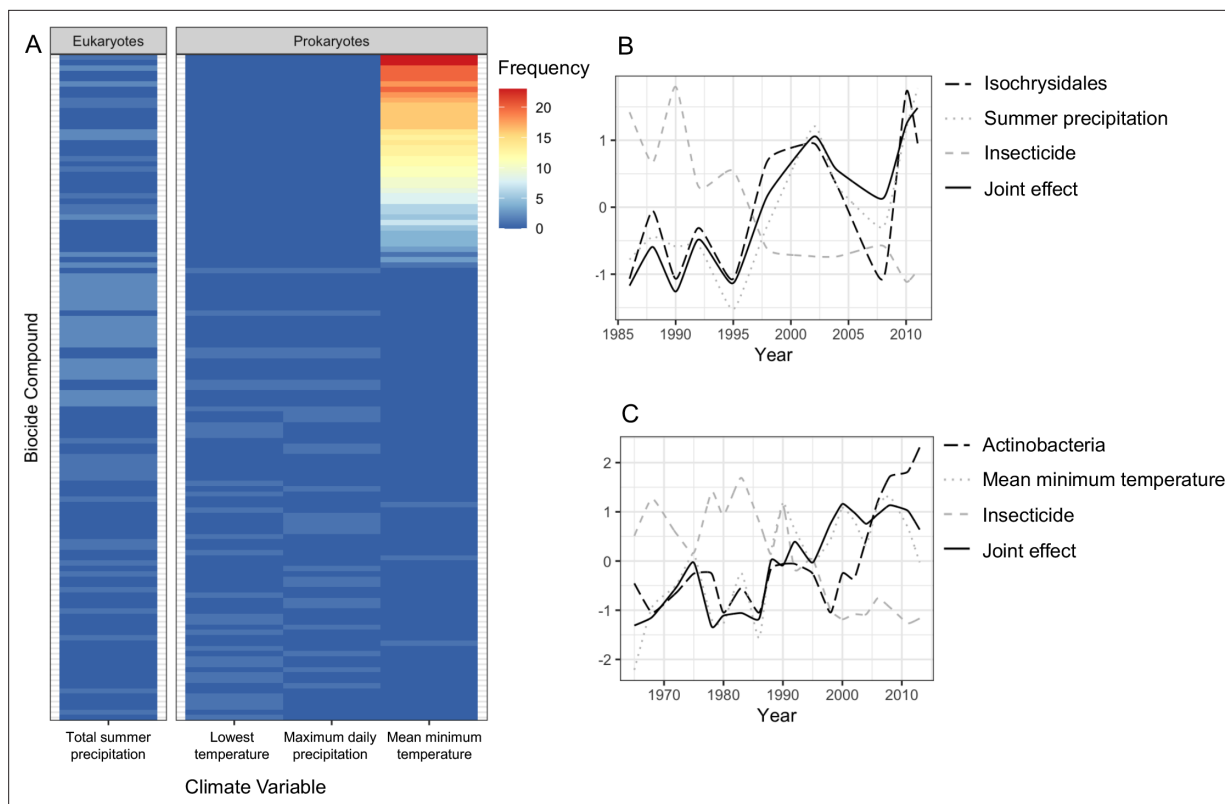 A
Eukaryotes
Prokaryotes
Frequency
20
15
10
5
0
Biocide Compound
Total summer
precipitation
Lowest
temperature
Maximum daily
precipitation
Mean minimum
temperature
Climate Variable
B
1
0
-1
1985 1990 1995 2000 2005 2010
Year
Isochrysidales
Summer precipitation
Insecticide
Joint effect
C
2
1
0
-1
-2
1970 1980 1990 2000 2010
Year
Actinobacteria
Mean minimum temperature
Insecticide
Joint effect